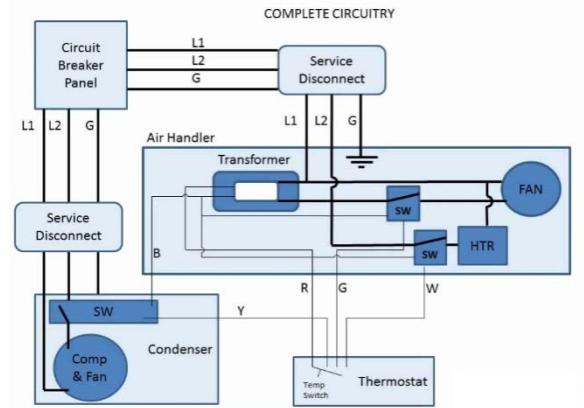 COMPLETE CIRCUITRY
Circuit
Breaker
Panel
L1
L2
G
Service
Disconnect
L1 L2 G
L1 L2 G
Air Handler
Transformer
FAN
SW
SW
HTR
Service
Disconnect
B
R G W
SW
Y
Condenser
Comp
& Fan
Temp
Switch
Thermostat